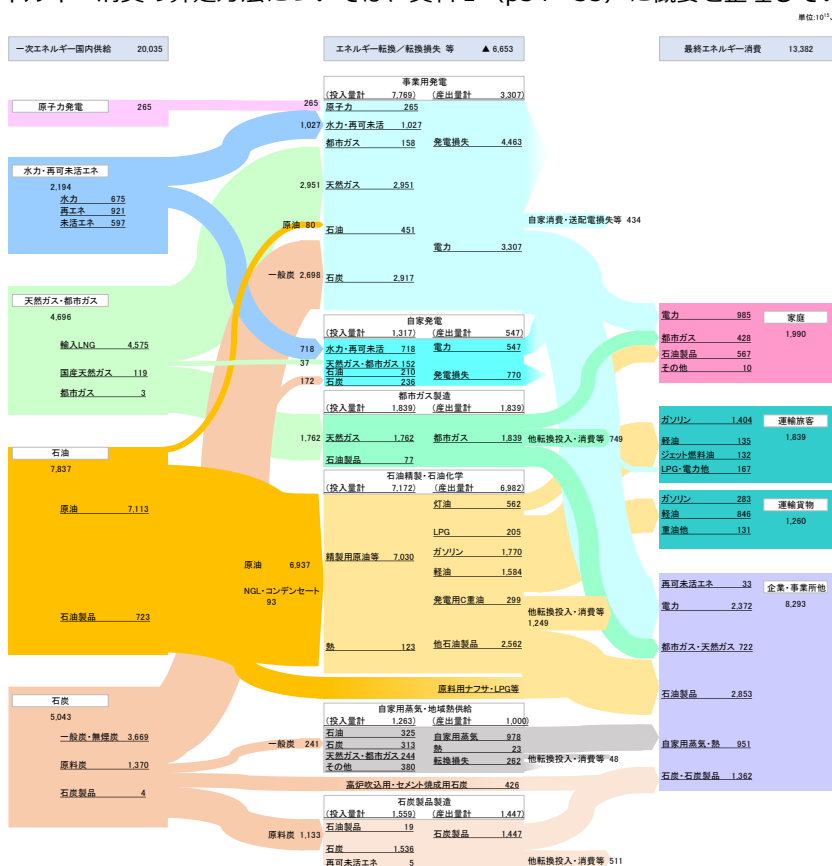 単位:10¹⁵J
一次エネルギー国内供給 20,035
エネルギー転換/転換損失 等 ▲ 6,653
最終エネルギー消費 13,382
原子力発電 265
水力・再可未活エネ
2,194
水力 675
再エネ 921
未活エネ 597
天然ガス・都市ガス
4,696
輸入LNG 4,575
国産天然ガス 119
都市ガス 3
石油
7,837
原油 7,113
石油製品 723
石炭
5,043
一般炭・無煙炭 3,669
原料炭 1,370
石炭製品 4
265
1,027
2,951
原油 80
一般炭 2,698
718
37
172
1,762
原油 6,937
NGL・コンデンセート
93
一般炭 241
原料炭 1,133
事業用発電
(投入量計 7,769) (産出量計 3,307)
原子力 265
水力・再可未活 1,027
都市ガス 158 発電損失 4,463
天然ガス 2,951
石油 451
電力 3,307
石炭 2,917
自家消費・送配電損失等 434
自家発電
(投入量計 1,317) (産出量計 547)
水力・再可未活 718 電力 547
天然ガス・都市ガス 152
石油 210 発電損失 770
石炭 236
都市ガス製造
(投入量計 1,839) (産出量計 1,839)
天然ガス 1,762 都市ガス 1,839 他転換投入・消費等 749
石油製品 77
石油精製・石油化学
(投入量計 7,172) (産出量計 6,982)
灯油 562
LPG 205
精製用原油等 7,030 ガソリン 1,770
軽油 1,584
発電用C重油 299
他転換投入・消費等
1,249
熱 123 他石油製品 2,562
原料用ナフサ・LPG等
自家用蒸気・地域熱供給
(投入量計 1,263) (産出量計 1,000)
石油 325 自家用蒸気 978
石炭 313 熱 23
天然ガス・都市ガス 244 転換損失 262 他転換投入・消費等 48
その他 380
高炉吹込用・セメント焼成用石炭 426
石炭製品製造
(投入量計 1,559) (産出量計 1,447)
石油製品 19 石炭製品 1,447
石炭 1,536
再可未活エネ 5 他転換投入・消費等 511
電力 985 家庭
都市ガス 428 1,990
石油製品 567
その他 10
ガソリン 1,404 運輸旅客
軽油 135 1,839
ジェット燃料油 132
LPG・電力他 167
ガソリン 283 運輸貨物
軽油 846 1,260
重油他 131
再可未活エネ 33 企業・事業所他
電力 2,372 8,293
都市ガス・天然ガス 722
石油製品 2,853
自家用蒸気・熱 951
石炭・石炭製品 1,362